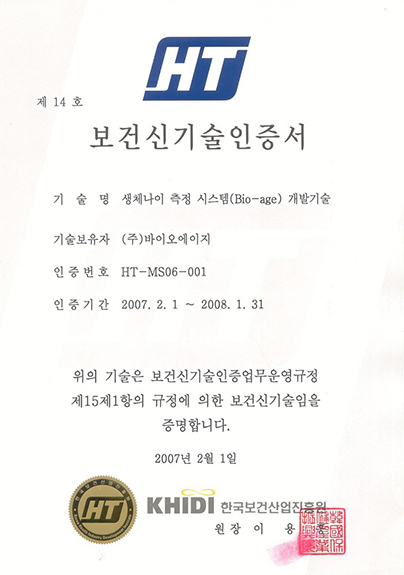 HT
제 14 호
보건신기술인증서
기 술 명 생체나이 측정 시스템(Bio-age) 개발기술
기술보유자 (주)바이오에이지
인증번호 HT-MS06-001
인증기간 2007. 2. 1 ~ 2008. 1. 31
위의 기술은 보건신기술인증업무운영규정
제15제1항의 규정에 의한 보건신기술임을
증명합니다.
2007년 2월 1일
HT
KHIDI 한국보건산업진흥원
원장 이 용